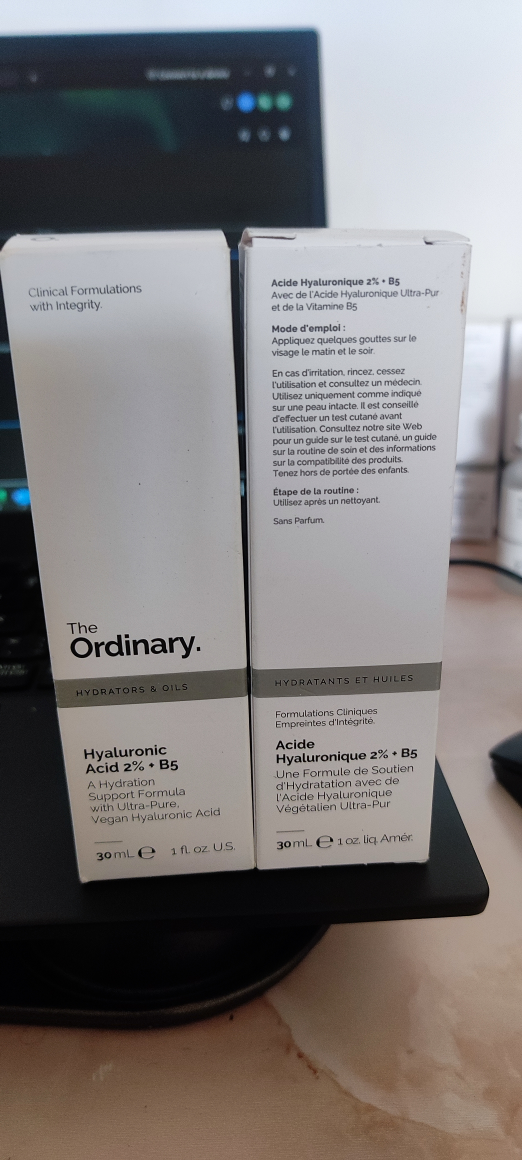 Clinical Formulations
with Integrity.
The
Ordinary.
HYDRATORS & OILS
Hyaluronic
Acid 2% + B5
A Hydration
Support Formula
with Ultra-Pure,
Vegan Hyaluronic Acid
30 mL ℮ 1 fl. oz. U.S.
Acide Hyaluronique 2% + B5
Avec de l'Acide Hyaluronique Ultra-Pur
et de la Vitamine B5
Mode d'emploi :
Appliquez quelques gouttes sur le
visage le matin et le soir.
En cas d'irritation, rincez, cessez
l'utilisation et consultez un médecin.
Utilisez uniquement comme indiqué
sur une peau intacte. Il est conseillé
d'effectuer un test cutané avant
l'utilisation. Consultez notre site Web
pour un guide sur le test cutané, un guide
sur la routine de soin et des informations
sur la compatibilité des produits.
Tenez hors de portée des enfants.
Étape de la routine :
Utilisez après un nettoyant.
Sans Parfum.
HYDRATANTS ET HUILES
Formulations Cliniques
Empreintes d'Intégrité.
Acide
Hyaluronique 2% + B5
Une Formule de Soutien
d'Hydratation avec de
l'Acide Hyaluronique
Végétalien Ultra-Pur
30 mL ℮ 1 oz. liq. Amér.